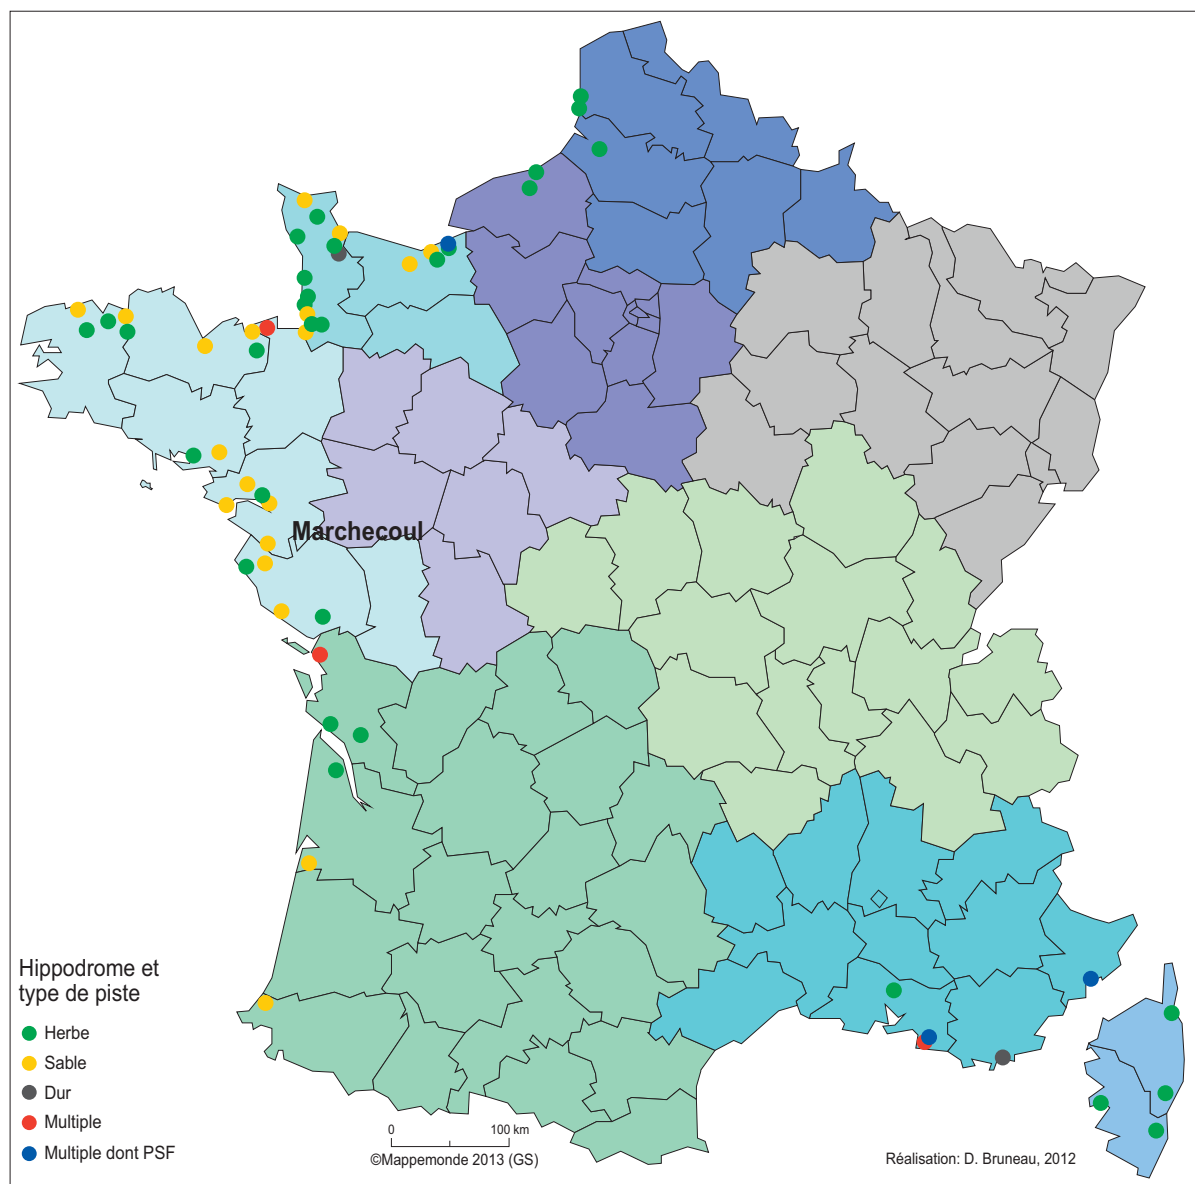 Marchecoul
Hippodrome et
type de piste
Herbe
Sable
Dur
Multiple
Multiple dont PSF
0 100 km
©Mappemonde 2013 (GS)
Réalisation: D. Bruneau, 2012